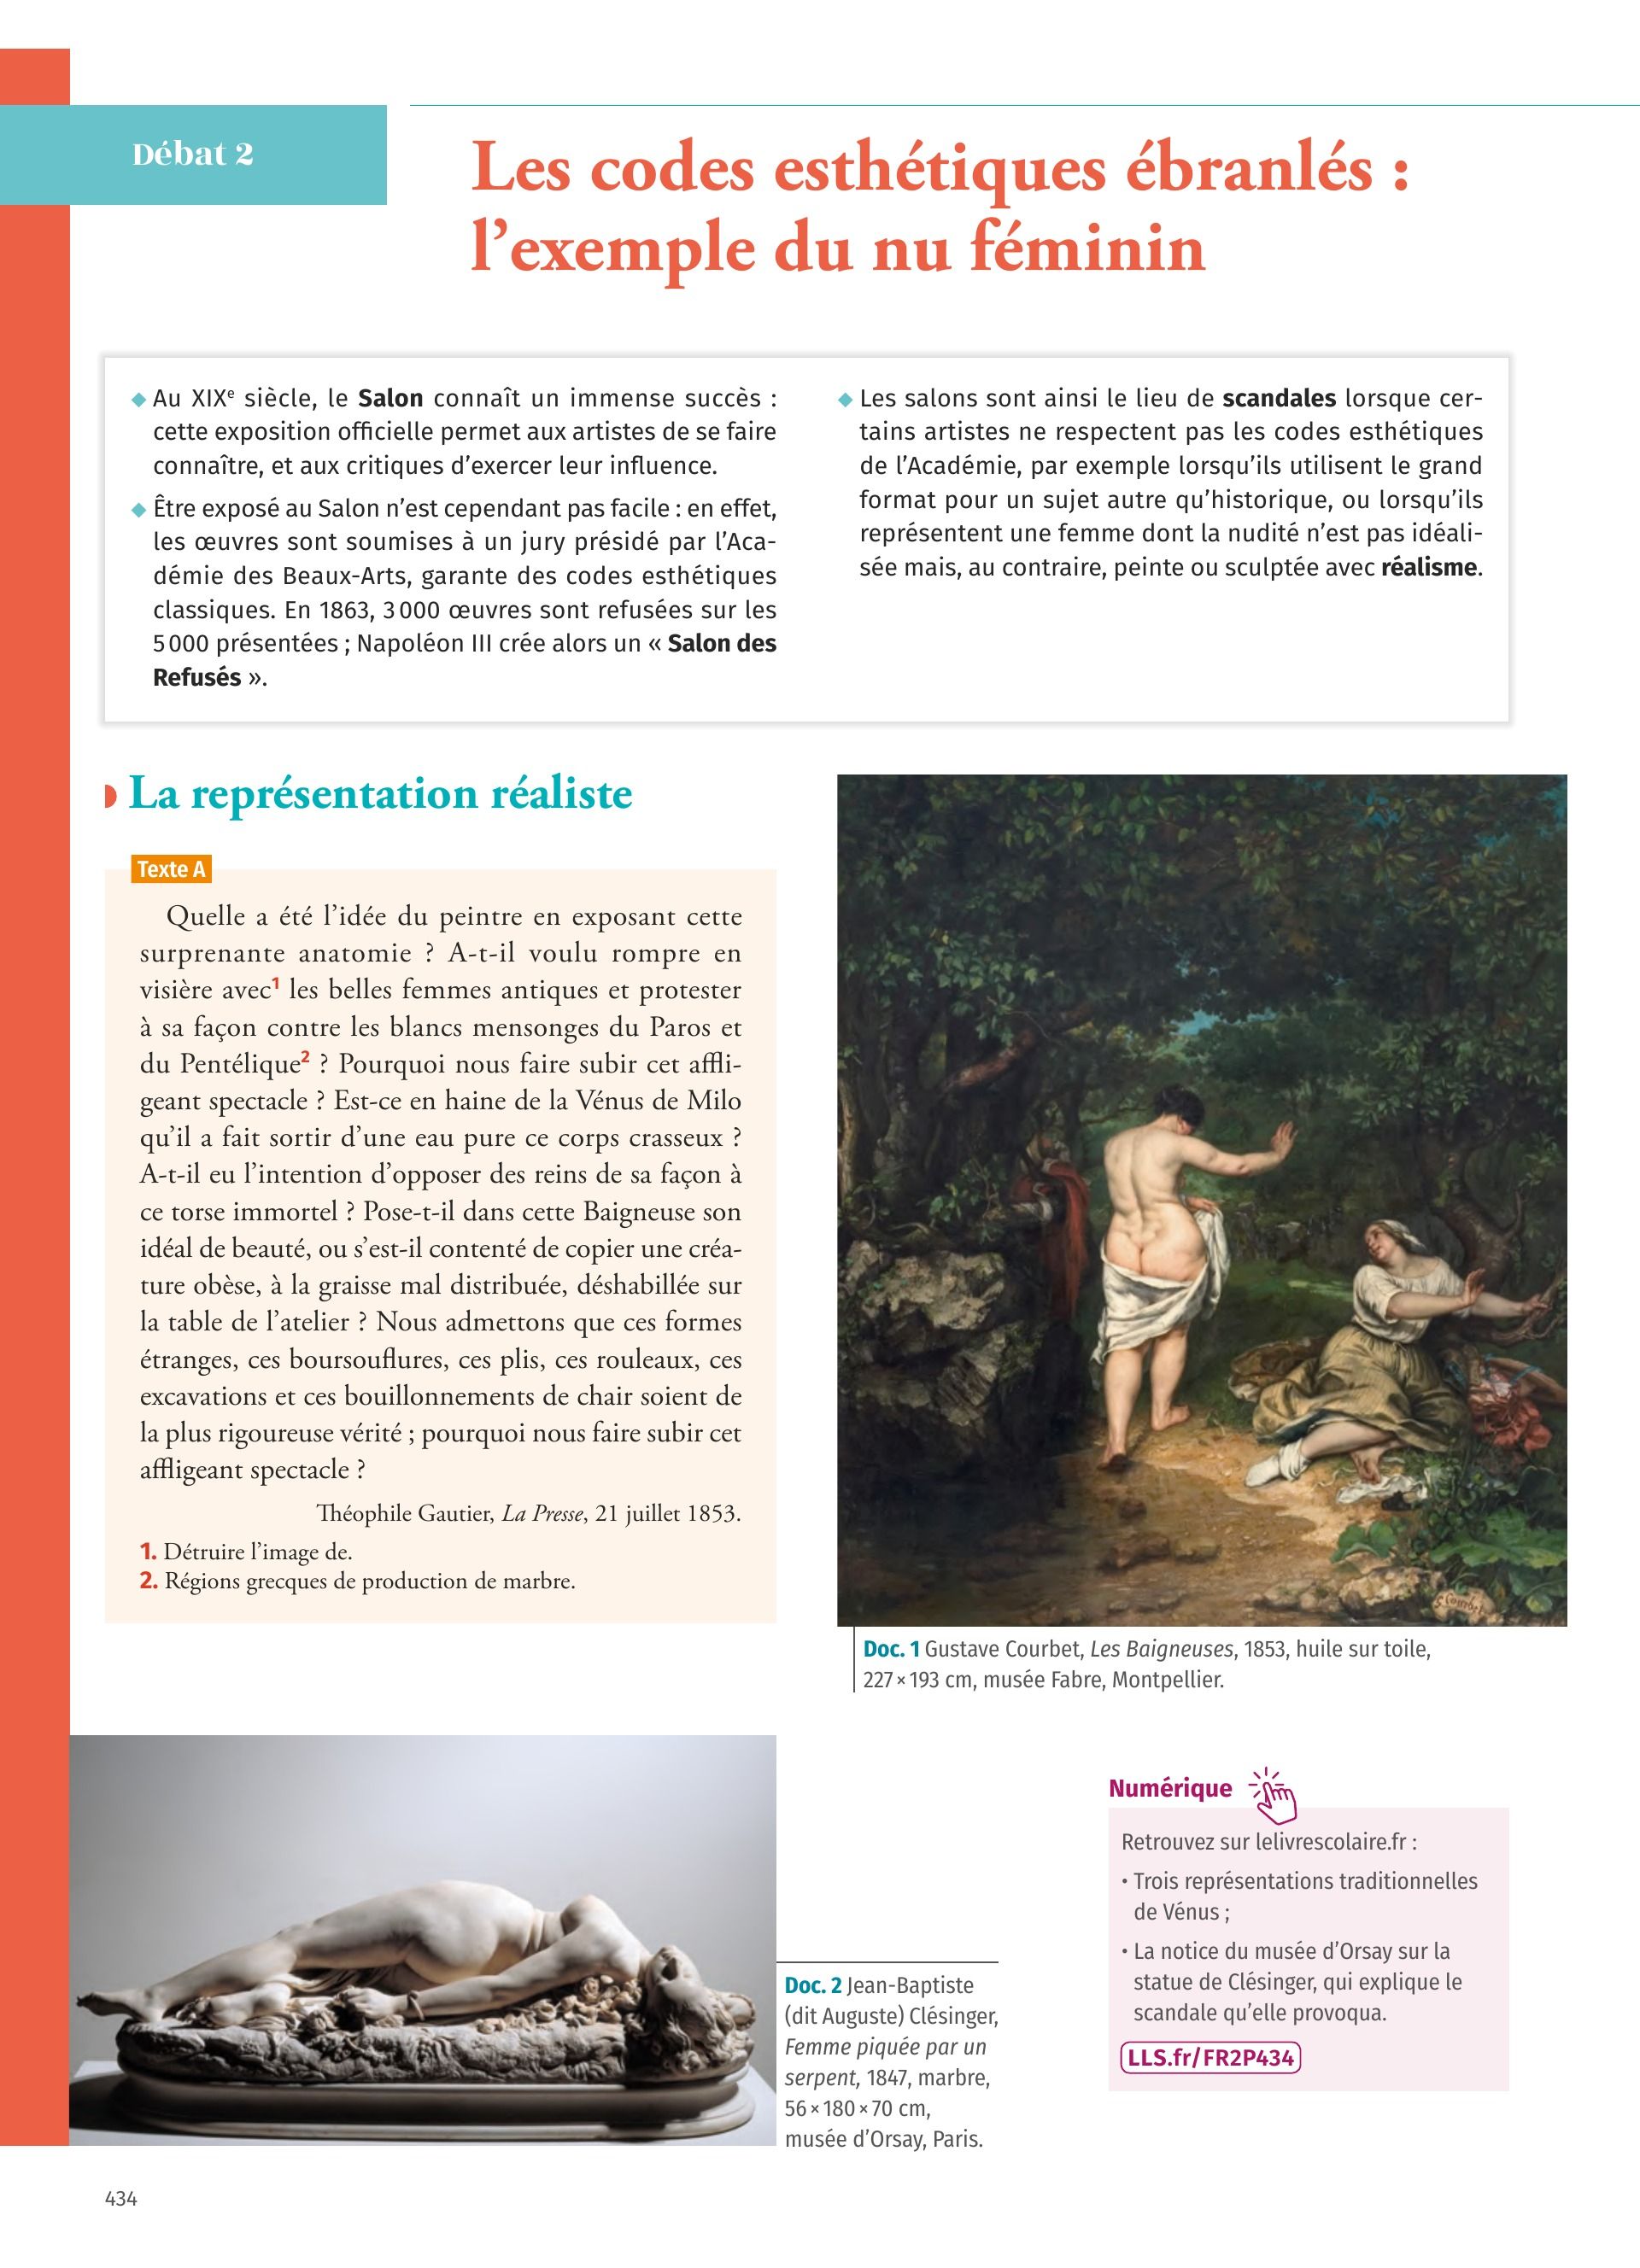 Débat 2
Les codes esthétiques ébranlés :
l’exemple du nu féminin
◆ Au XIXe siècle, le Salon connaît un immense succès :
cette exposition officielle permet aux artistes de se faire
connaître, et aux critiques d’exercer leur influence.
◆ Être exposé au Salon n’est cependant pas facile : en effet,
les œuvres sont soumises à un jury présidé par l’Aca-
démie des Beaux-Arts, garante des codes esthétiques
classiques. En 1863, 3 000 œuvres sont refusées sur les
5 000 présentées ; Napoléon III crée alors un « Salon des
Refusés ».
◆ Les salons sont ainsi le lieu de scandales lorsque cer-
tains artistes ne respectent pas les codes esthétiques
de l’Académie, par exemple lorsqu’ils utilisent le grand
format pour un sujet autre qu’historique, ou lorsqu’ils
représentent une femme dont la nudité n’est pas idéali-
sée mais, au contraire, peinte ou sculptée avec réalisme.
La représentation réaliste
Texte A
Quelle a été l’idée du peintre en exposant cette
surprenante anatomie ? A-t-il voulu rompre en
visière avec1 les belles femmes antiques et protester
à sa façon contre les blancs mensonges du Paros et
du Pentélique2 ? Pourquoi nous faire subir cet affli-
geant spectacle ? Est-ce en haine de la Vénus de Milo
qu’il a fait sortir d’une eau pure ce corps crasseux ?
A-t-il eu l’intention d’opposer des reins de sa façon à
ce torse immortel ? Pose-t-il dans cette Baigneuse son
idéal de beauté, ou s’est-il contenté de copier une créa-
ture obèse, à la graisse mal distribuée, déshabillée sur
la table de l’atelier ? Nous admettons que ces formes
étranges, ces boursouflures, ces plis, ces rouleaux, ces
excavations et ces bouillonnements de chair soient de
la plus rigoureuse vérité ; pourquoi nous faire subir cet
affligeant spectacle ?
Théophile Gautier, La Presse, 21 juillet 1853.
1. Détruire l’image de.
2. Régions grecques de production de marbre.
G. Courbet
Doc. 1 Gustave Courbet, Les Baigneuses, 1853, huile sur toile,
227 × 193 cm, musée Fabre, Montpellier.
Doc. 2 Jean-Baptiste
(dit Auguste) Clésinger,
Femme piquée par un
serpent, 1847, marbre,
56 × 180 × 70 cm,
musée d’Orsay, Paris.
Numérique
Retrouvez sur lelivrescolaire.fr :
• Trois représentations traditionnelles
de Vénus ;
• La notice du musée d’Orsay sur la
statue de Clésinger, qui explique le
scandale qu’elle provoqua.
LLS.fr/FR2P434
434